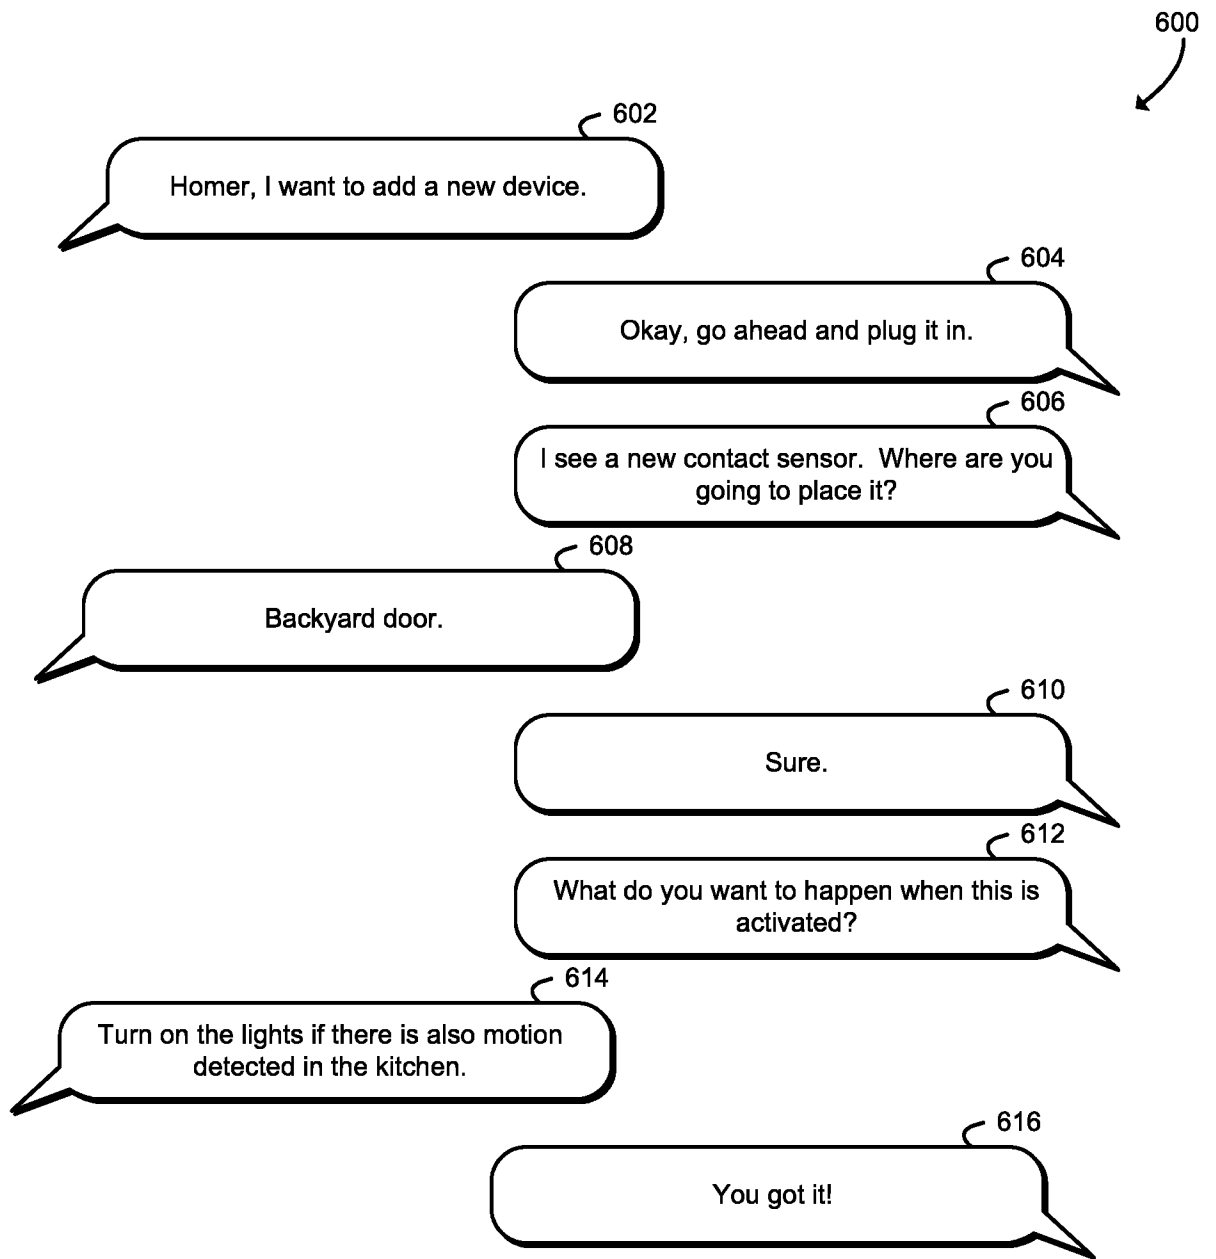 600
602
Homer, I want to add a new device.
604
Okay, go ahead and plug it in.
606
I see a new contact sensor.  Where are you
going to place it?
608
Backyard door.
610
Sure.
612
What do you want to happen when this is
activated?
614
Turn on the lights if there is also motion
detected in the kitchen.
616
You got it!